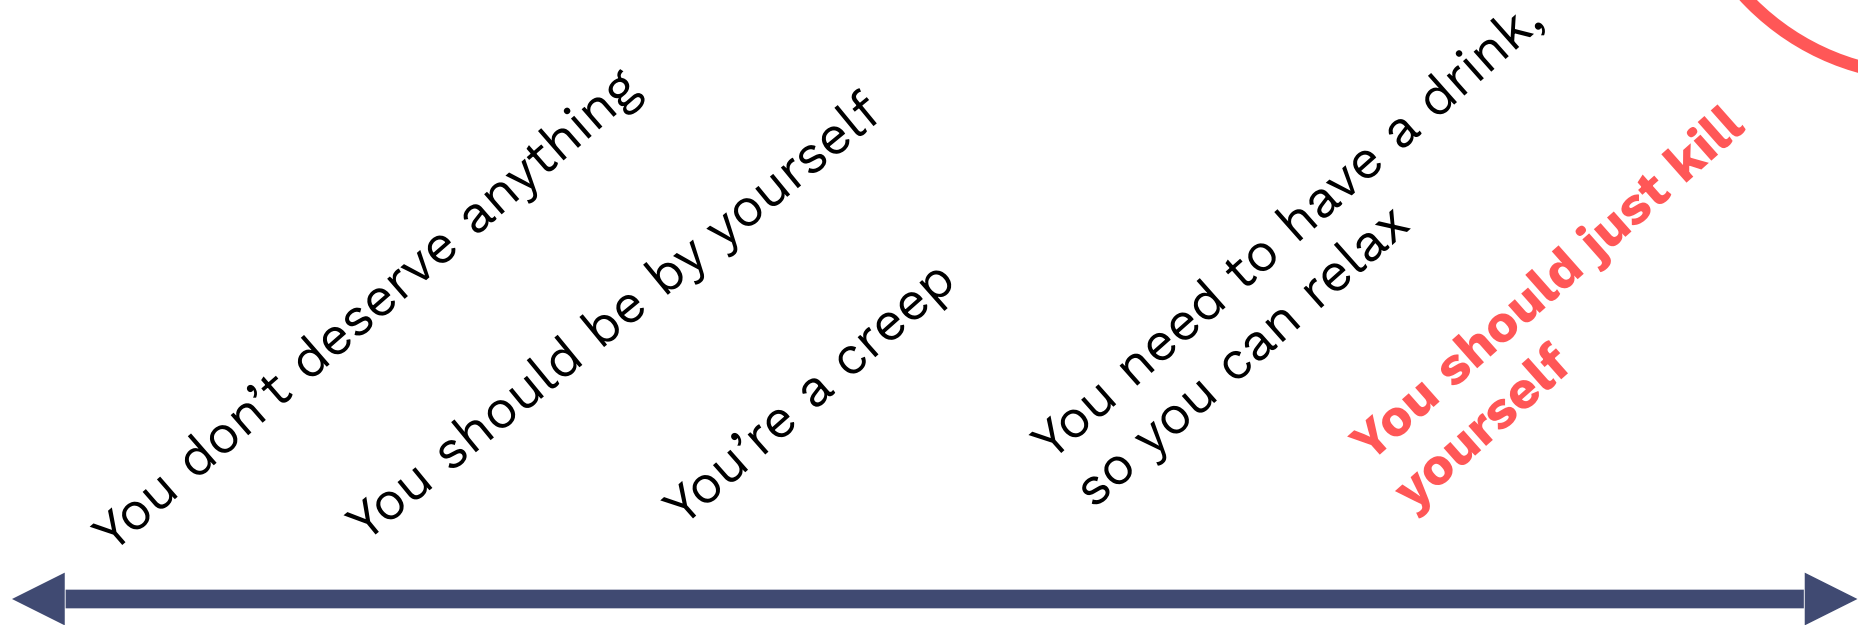 You don’t deserve anything
You should be by yourself
You’re a creep
You need to have a drink,
so you can relax
You should just kill
yourself